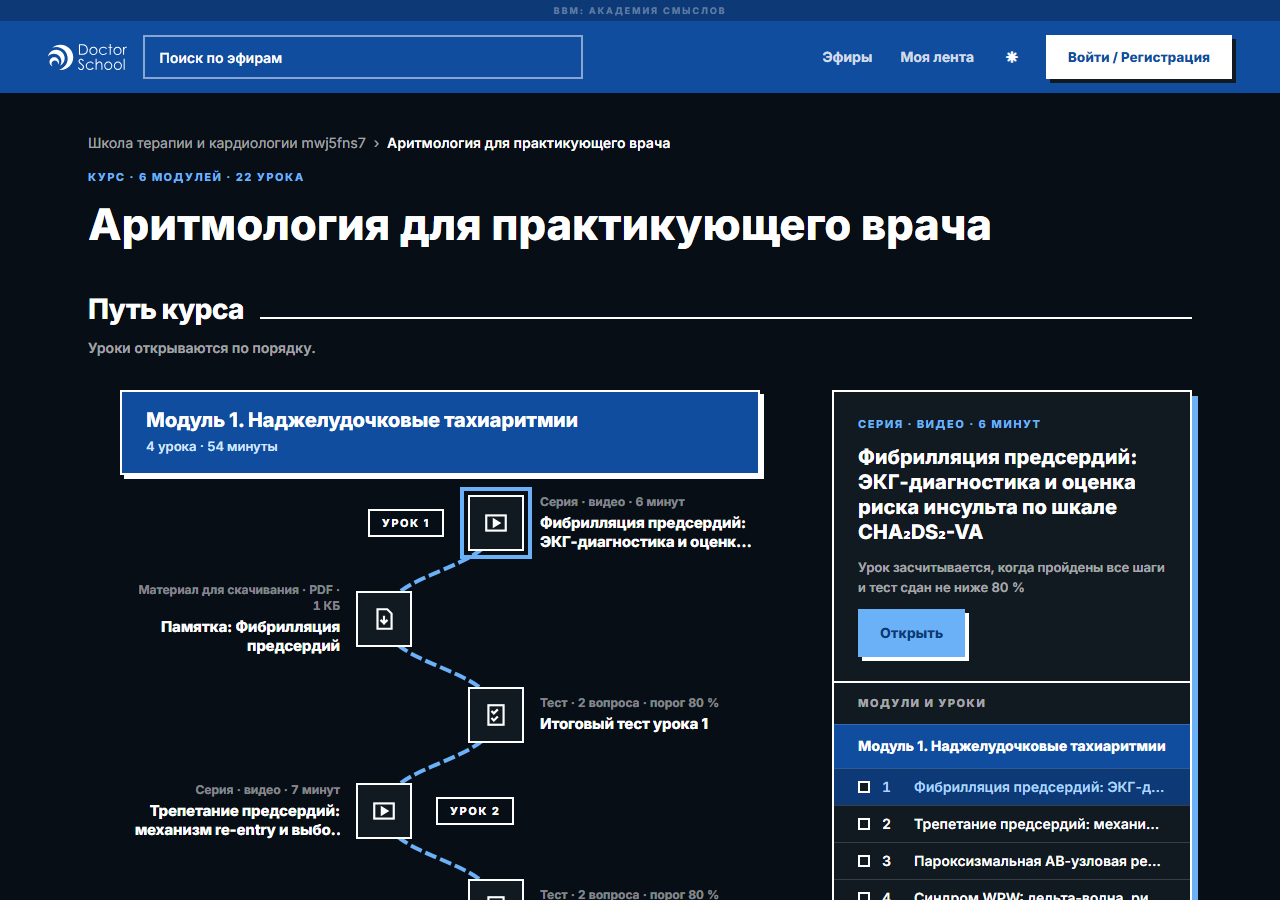 ВВМ: АКАДЕМИЯ СМЫСЛОВ
Doctor
School
Поиск по эфирам
Эфиры
Моя лента
Войти / Регистрация
Школа терапии и кардиологии mwj5fns7 › Аритмология для практикующего врача
КУРС · 6 МОДУЛЕЙ · 22 УРОКА
Аритмология для практикующего врача
Путь курса
Уроки открываются по порядку.
Модуль 1. Наджелудочковые тахиаритмии
4 урока · 54 минуты
УРОК 1
Серия · видео · 6 минут
Фибрилляция предсердий:
ЭКГ-диагностика и оценк...
Материал для скачивания · PDF ·
1 КБ
Памятка: Фибрилляция
предсердий
Тест · 2 вопроса · порог 80 %
Итоговый тест урока 1
Серия · видео · 7 минут
Трепетание предсердий:
механизм re-entry и выбо..
УРОК 2
Тест · 2 вопроса · порог 80 %
СЕРИЯ · ВИДЕО · 6 МИНУТ
Фибрилляция предсердий:
ЭКГ-диагностика и оценка
риска инсульта по шкале
CHA₂DS₂-VA
Урок засчитывается, когда пройдены все шаги
и тест сдан не ниже 80 %
Открыть
МОДУЛИ И УРОКИ
Модуль 1. Наджелудочковые тахиаритмии
1 Фибрилляция предсердий: ЭКГ-д...
2 Трепетание предсердий: механи...
3 Пароксизмальная АВ-узловая ре...
4 Синдром WPW: дельта-волна, ри...